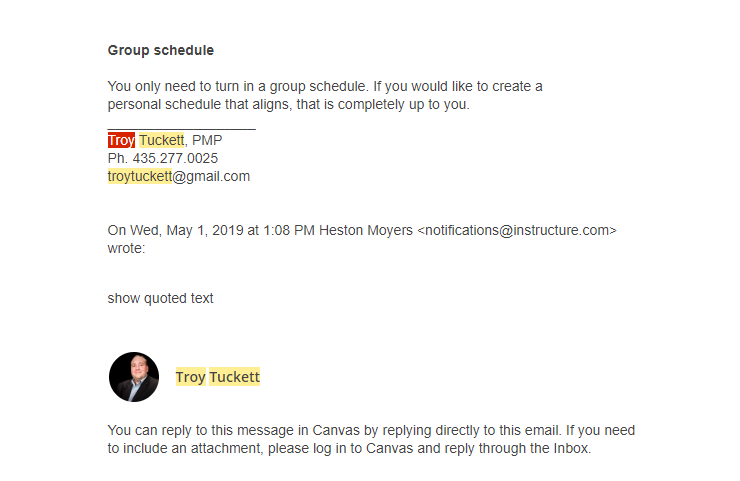 Group schedule
You only need to turn in a group schedule. If you would like to create a
personal schedule that aligns, that is completely up to you.
____________________
Troy Tuckett, PMP
Ph. 435.277.0025
troytuckett@gmail.com
On Wed, May 1, 2019 at 1:08 PM Heston Moyers <notifications@instructure.com>
wrote:
show quoted text
Troy Tuckett
You can reply to this message in Canvas by replying directly to this email. If you need
to include an attachment, please log in to Canvas and reply through the Inbox.